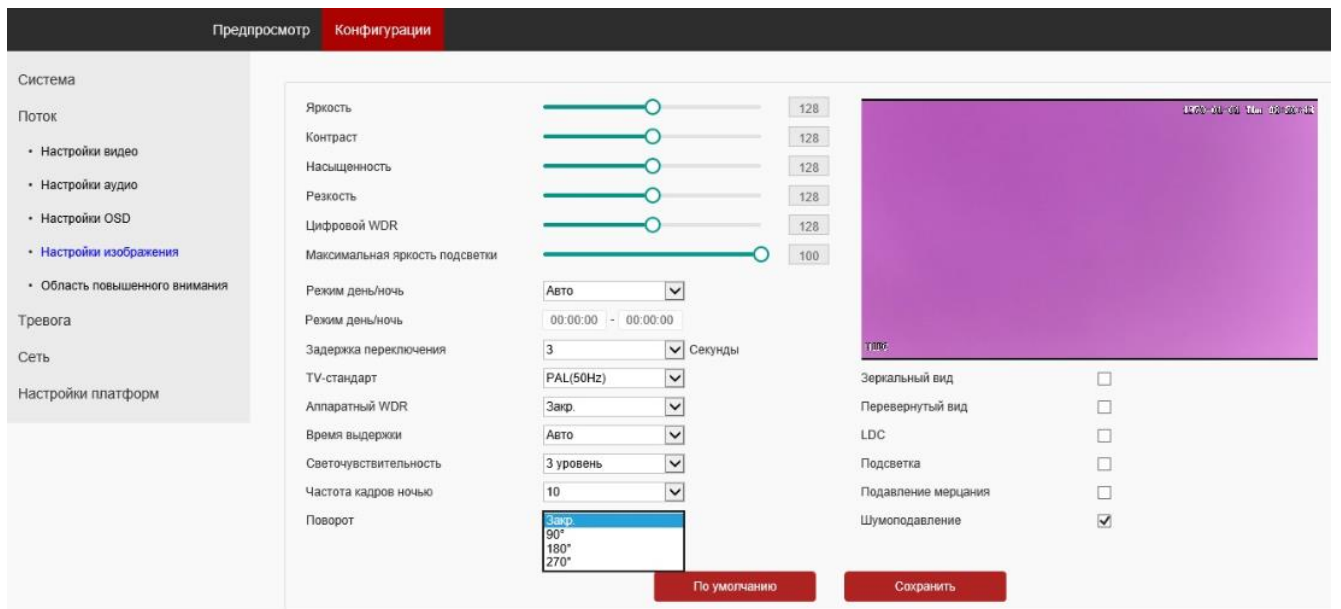 Предпросмотр Конфигурации
Система
Поток
• Настройки видео
• Настройки аудио
• Настройки OSD
• Настройки изображения
• Область повышенного внимания
Тревога
Сеть
Настройки платформ
Яркость 128
Контраст 128
Насыщенность 128
Резкость 128
Цифровой WDR 128
Максимальная яркость подсветки 100
Режим день/ночь Авто
Режим день/ночь 00:00:00 - 00:00:00
Задержка переключения 3 Секунды
TV-стандарт PAL(50Hz)
Аппаратный WDR Закр.
Время выдержки Авто
Светочувствительность 3 уровень
Частота кадров ночью 10
Поворот Закр.
90°
180°
270°
Зеркальный вид
Перевернутый вид
LDC
Подсветка
Подавление мерцания
Шумоподавление
По умолчанию Сохранить